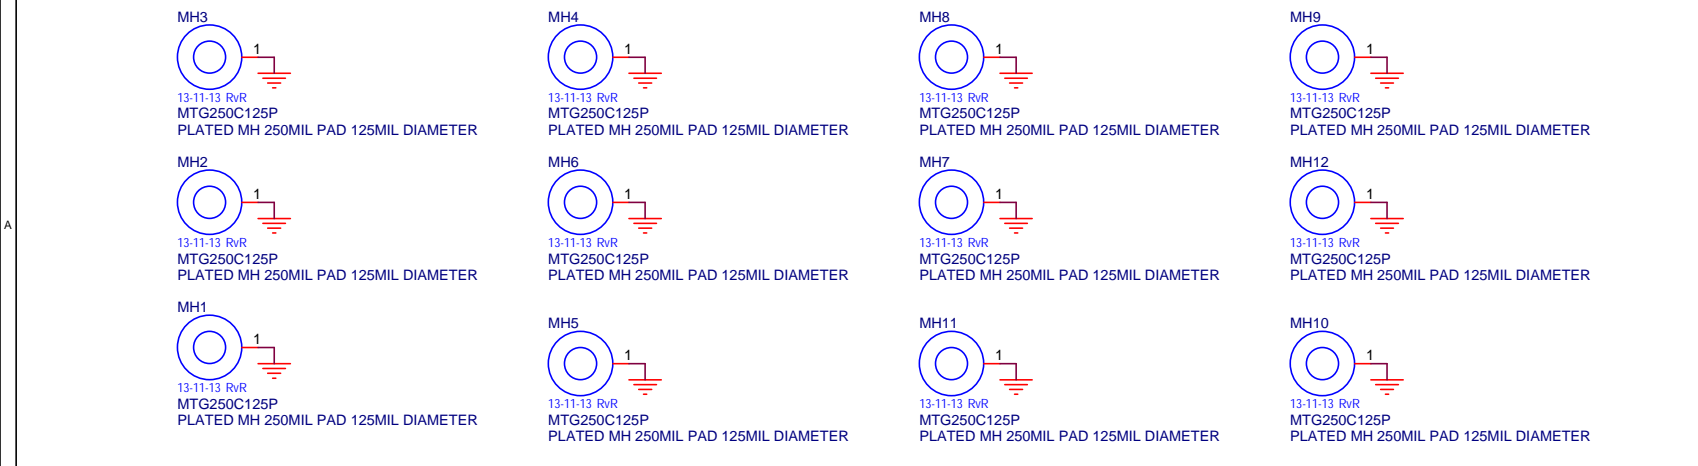 MH3
1
13-11-13 RvR
MTG250C125P
PLATED MH 250MIL PAD 125MIL DIAMETER
MH4
1
13-11-13 RvR
MTG250C125P
PLATED MH 250MIL PAD 125MIL DIAMETER
MH8
1
13-11-13 RvR
MTG250C125P
PLATED MH 250MIL PAD 125MIL DIAMETER
MH9
1
13-11-13 RvR
MTG250C125P
PLATED MH 250MIL PAD 125MIL DIAMETER
MH2
1
13-11-13 RvR
MTG250C125P
PLATED MH 250MIL PAD 125MIL DIAMETER
MH6
1
13-11-13 RvR
MTG250C125P
PLATED MH 250MIL PAD 125MIL DIAMETER
MH7
1
13-11-13 RvR
MTG250C125P
PLATED MH 250MIL PAD 125MIL DIAMETER
MH12
1
13-11-13 RvR
MTG250C125P
PLATED MH 250MIL PAD 125MIL DIAMETER
A
MH1
1
13-11-13 RvR
MTG250C125P
PLATED MH 250MIL PAD 125MIL DIAMETER
MH5
1
13-11-13 RvR
MTG250C125P
PLATED MH 250MIL PAD 125MIL DIAMETER
MH11
1
13-11-13 RvR
MTG250C125P
PLATED MH 250MIL PAD 125MIL DIAMETER
MH10
1
13-11-13 RvR
MTG250C125P
PLATED MH 250MIL PAD 125MIL DIAMETER